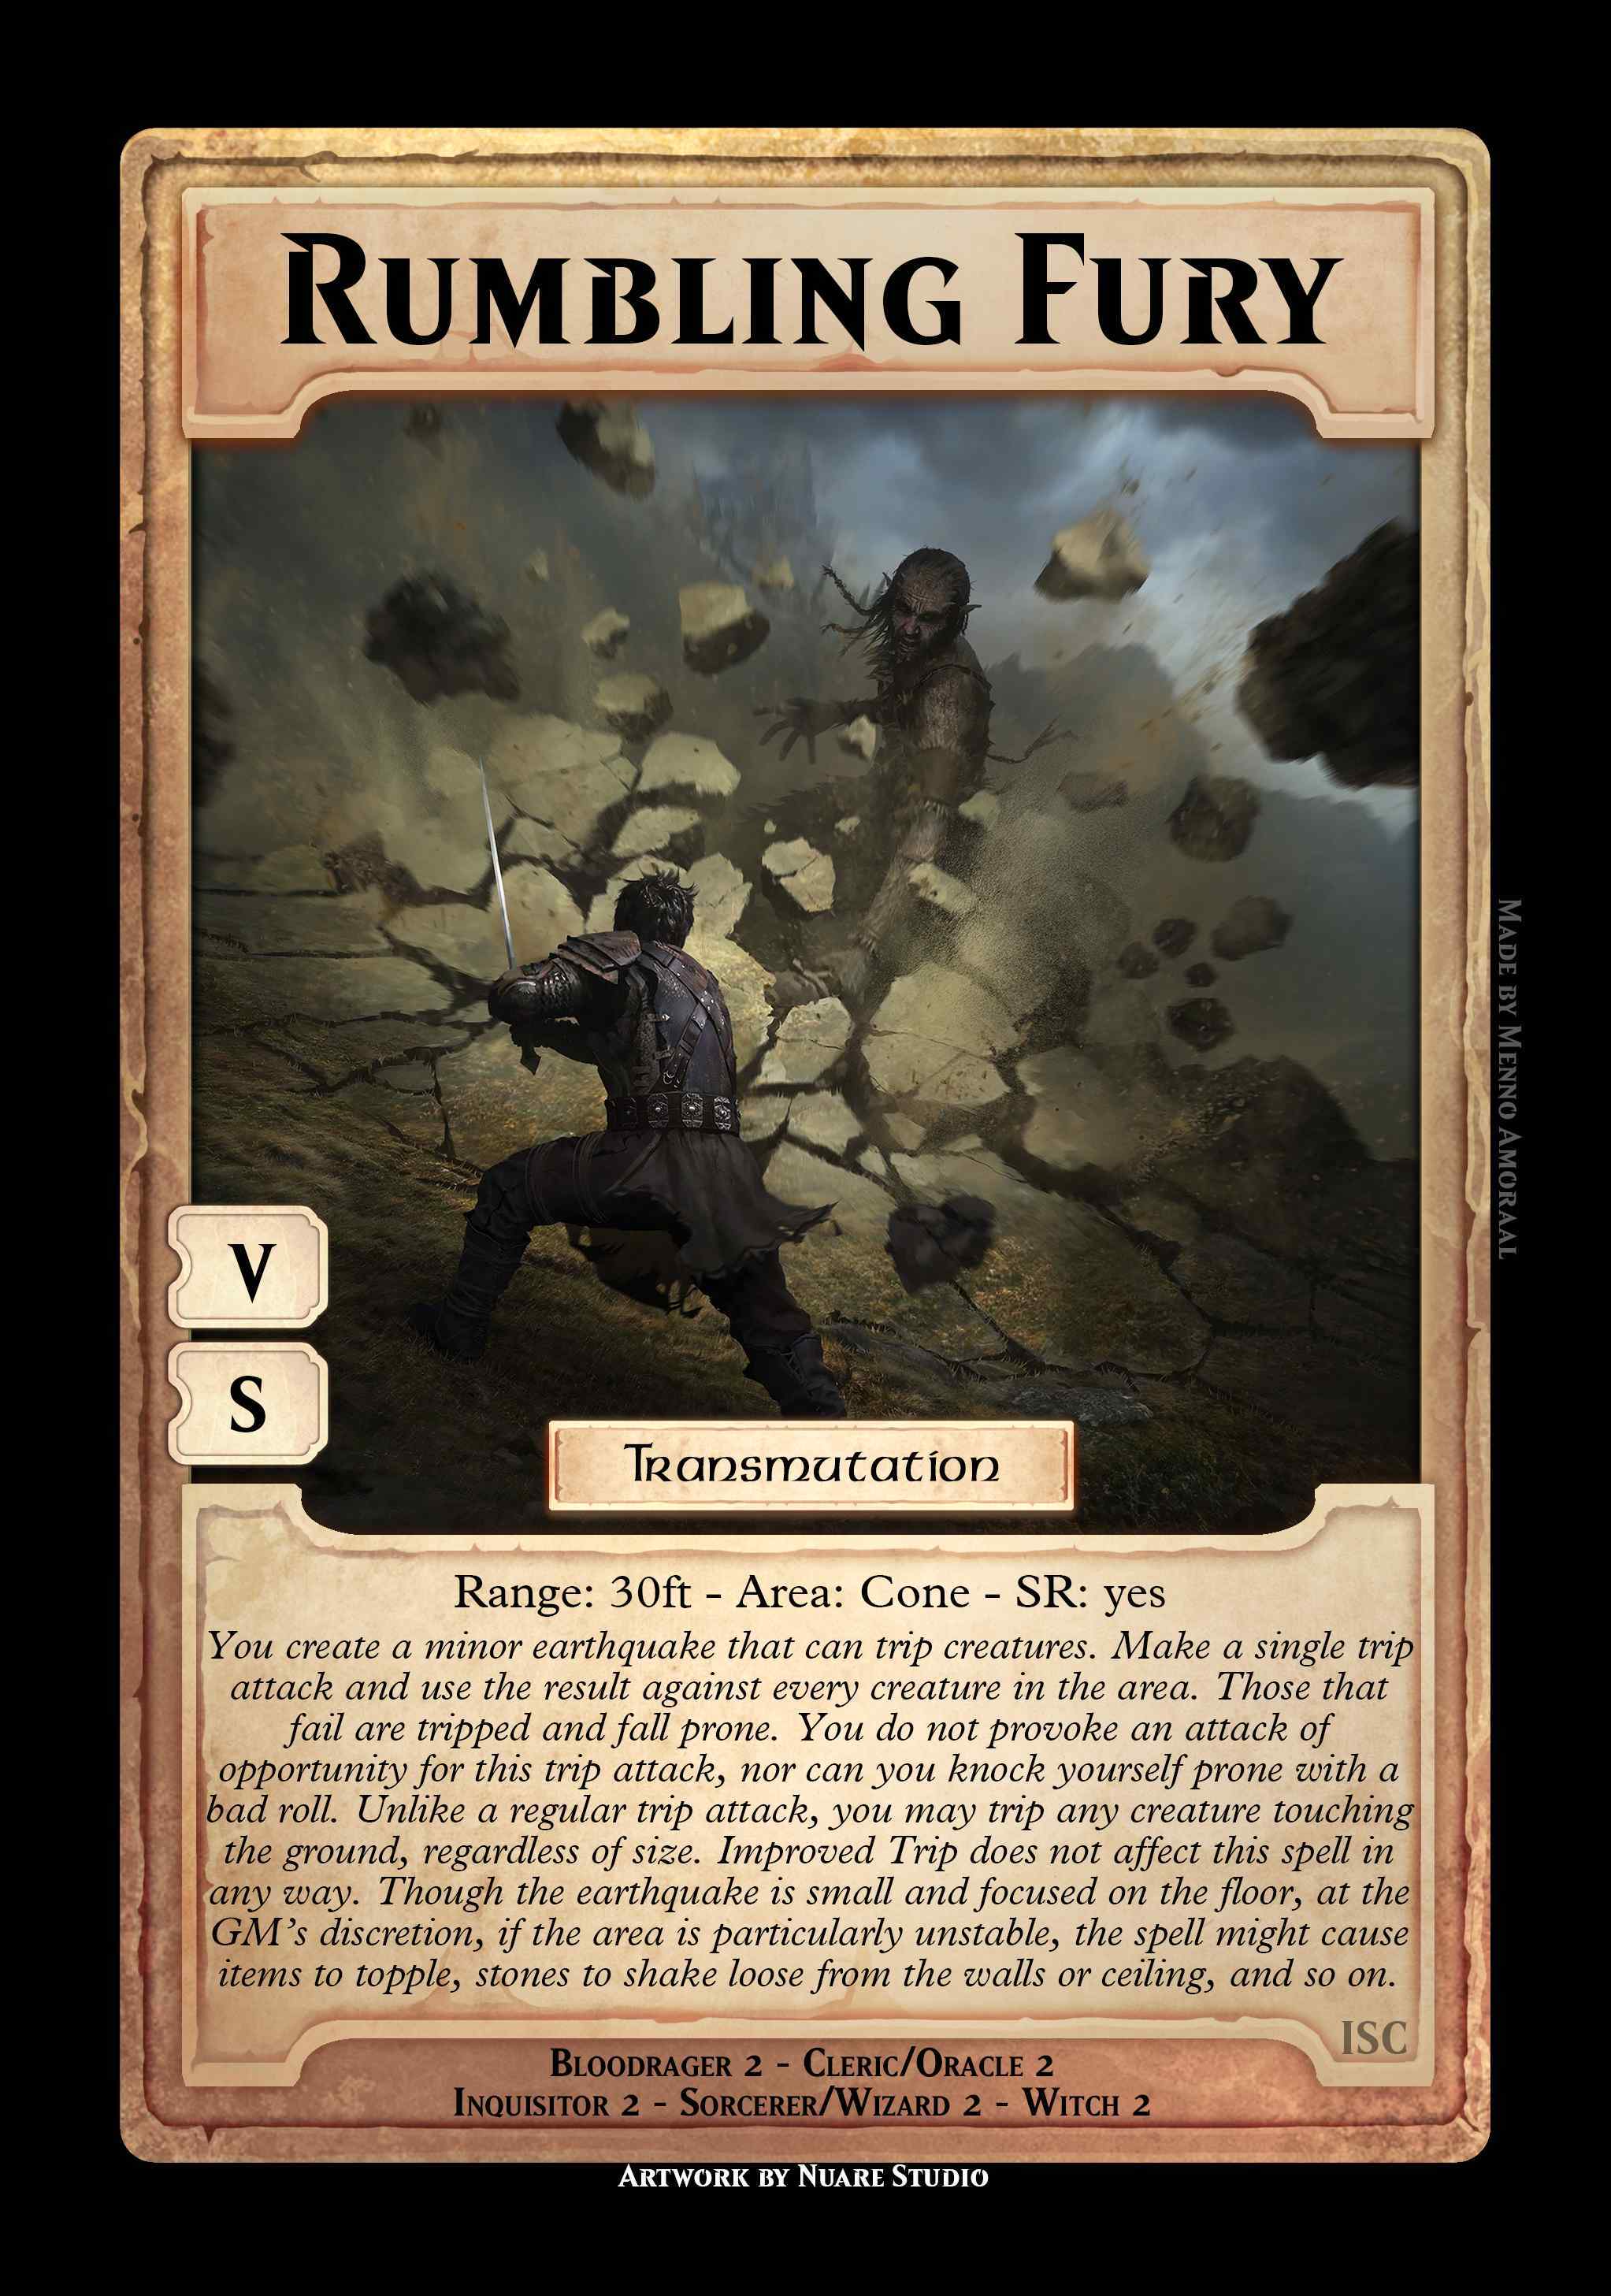 Rumbling Fury
V
S
Transmutation
Range: 30ft - Area: Cone - SR: yes
You create a minor earthquake that can trip creatures. Make a single trip
attack and use the result against every creature in the area. Those that
fail are tripped and fall prone. You do not provoke an attack of
opportunity for this trip attack, nor can you knock yourself prone with a
bad roll. Unlike a regular trip attack, you may trip any creature touching
the ground, regardless of size. Improved Trip does not affect this spell in
any way. Though the earthquake is small and focused on the floor, at the
GM's discretion, if the area is particularly unstable, the spell might cause
items to topple, stones to shake loose from the walls or ceiling, and so on.
ISC
Bloodrager 2 - Cleric/Oracle 2
Inquisitor 2 - Sorcerer/Wizard 2 - Witch 2
Artwork by Nuare Studio
Made by Menno Amoraal